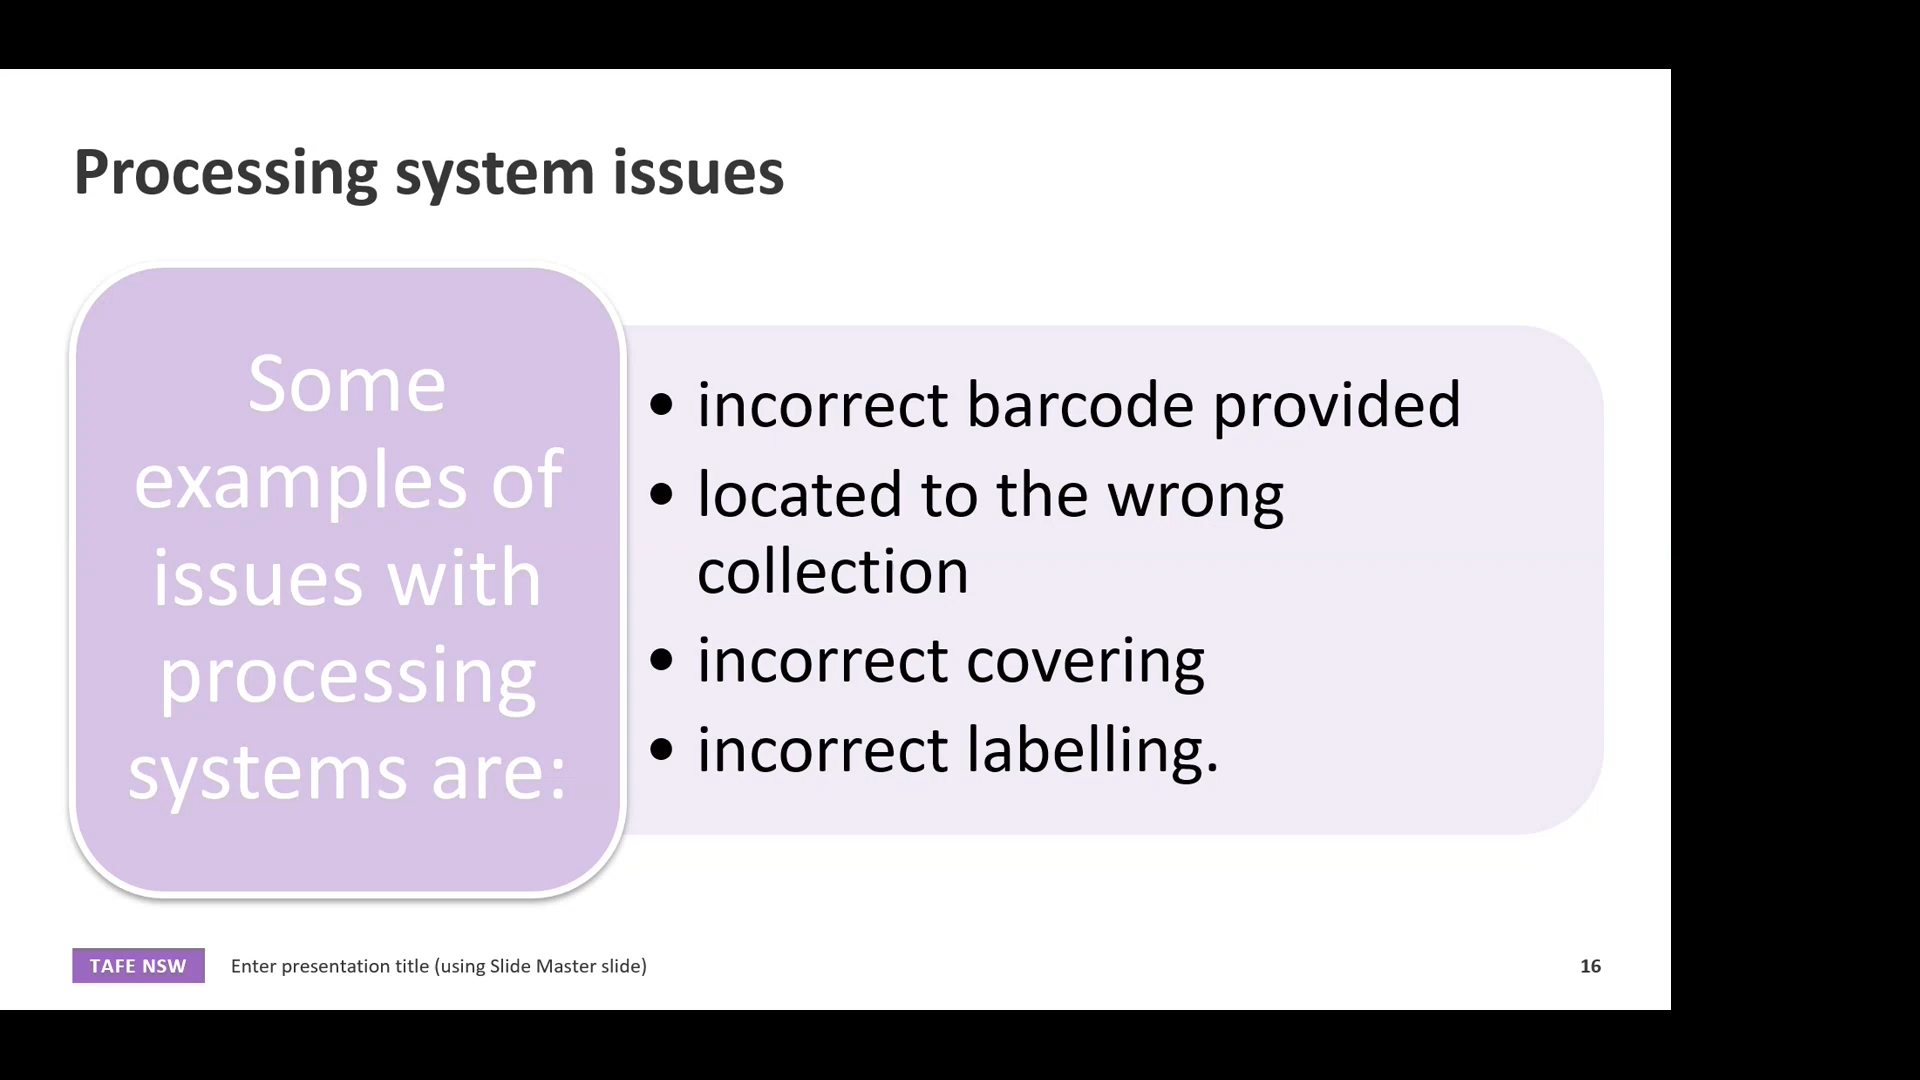 Processing system issues
Some
examples of
issues with
processing
systems are:
• incorrect barcode provided
• located to the wrong
collection
• incorrect covering
• incorrect labelling.
TAFE NSW
Enter presentation title (using Slide Master slide)
16